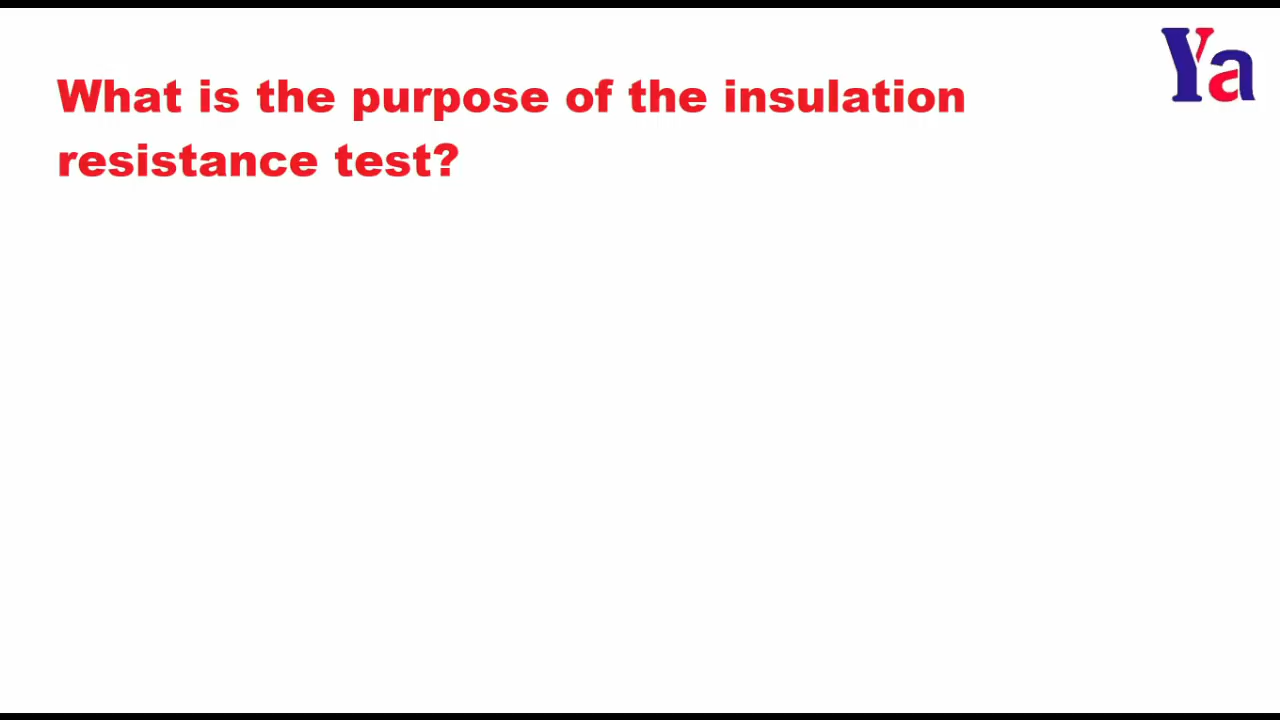 Ya
What is the purpose of the insulation
resistance test?